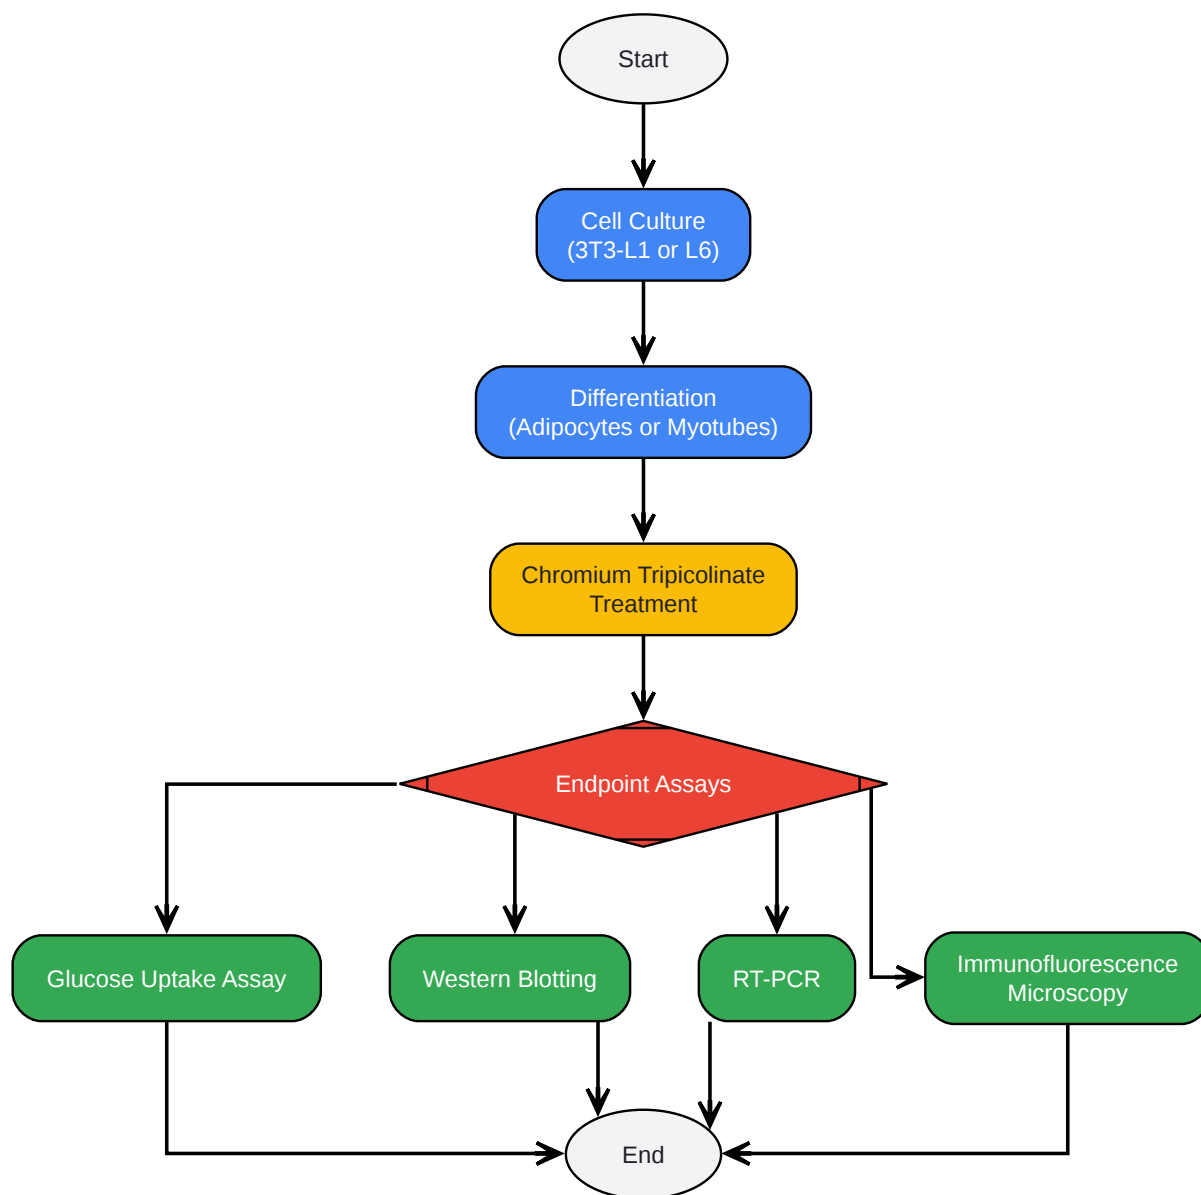 Start
Cell Culture
(3T3-L1 or L6)
Differentiation
(Adipocytes or Myotubes)
Chromium Tripicolinate
Treatment
Endpoint Assays
Glucose Uptake Assay
Western Blotting
RT-PCR
Immunofluorescence
Microscopy
End